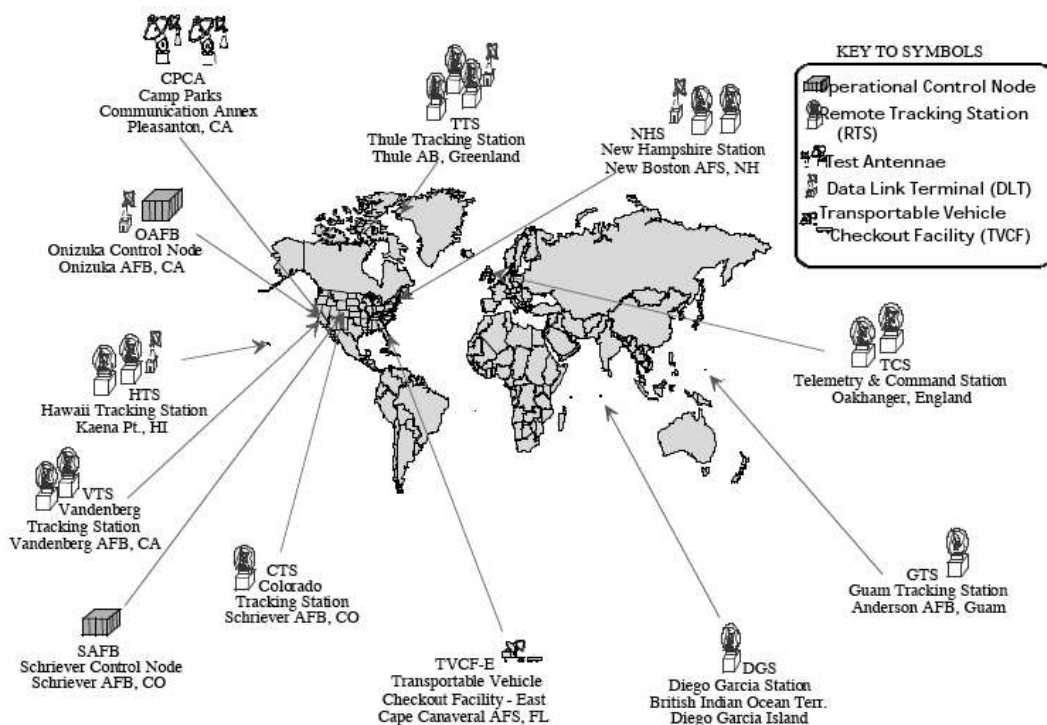 CPCA
Camp Parks
Communication Annex
Pleasanton, CA
TTS
Thule Tracking Station
Thule AB, Greenland
NHS
New Hampshire Station
New Boston AFS, NH
KEY TO SYMBOLS
Operational Control Node
Remote Tracking Station
(RTS)
Test Antennae
Data Link Terminal (DLT)
Transportable Vehicle
Checkout Facility (TVCF)
OAFB
Onizuka Control Node
Onizuka AFB, CA
HTS
Hawaii Tracking Station
Kaena Pt., HI
TCS
Telemetry & Command Station
Oakhanger, England
VTS
Vandenberg
Tracking Station
Vandenberg AFB, CA
CTS
Colorado
Tracking Station
Schriever AFB, CO
GTS
Guam Tracking Station
Anderson AFB, Guam
SAFB
Schriever Control Node
Schriever AFB, CO
TVCF-E
Transportable Vehicle
Checkout Facility - East
Cape Canaveral AFS, FL
DGS
Diego Garcia Station
British Indian Ocean Terr.
Diego Garcia Island